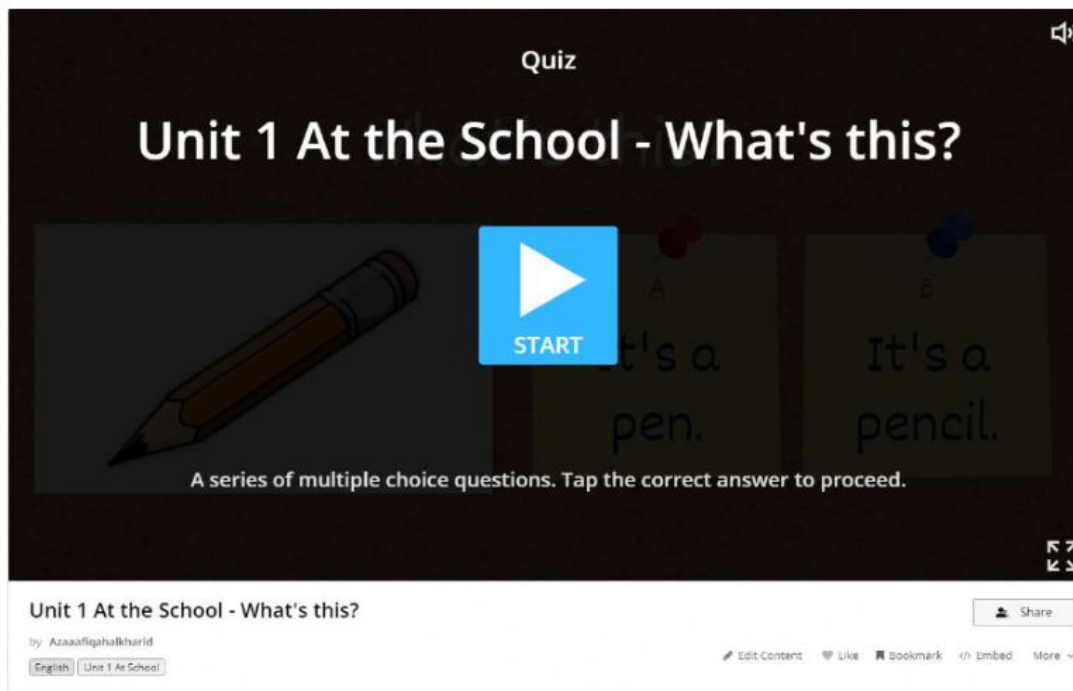 Quiz
Unit 1 At the School - What's this?
START
A
B
It's a
pen.
It's a
pencil.
A series of multiple choice questions. Tap the correct answer to proceed.
Unit 1 At the School - What's this?
Share
by Azaaafiqahalkharid
English Unit 1 At School
Edit Content Like Bookmark Embed More